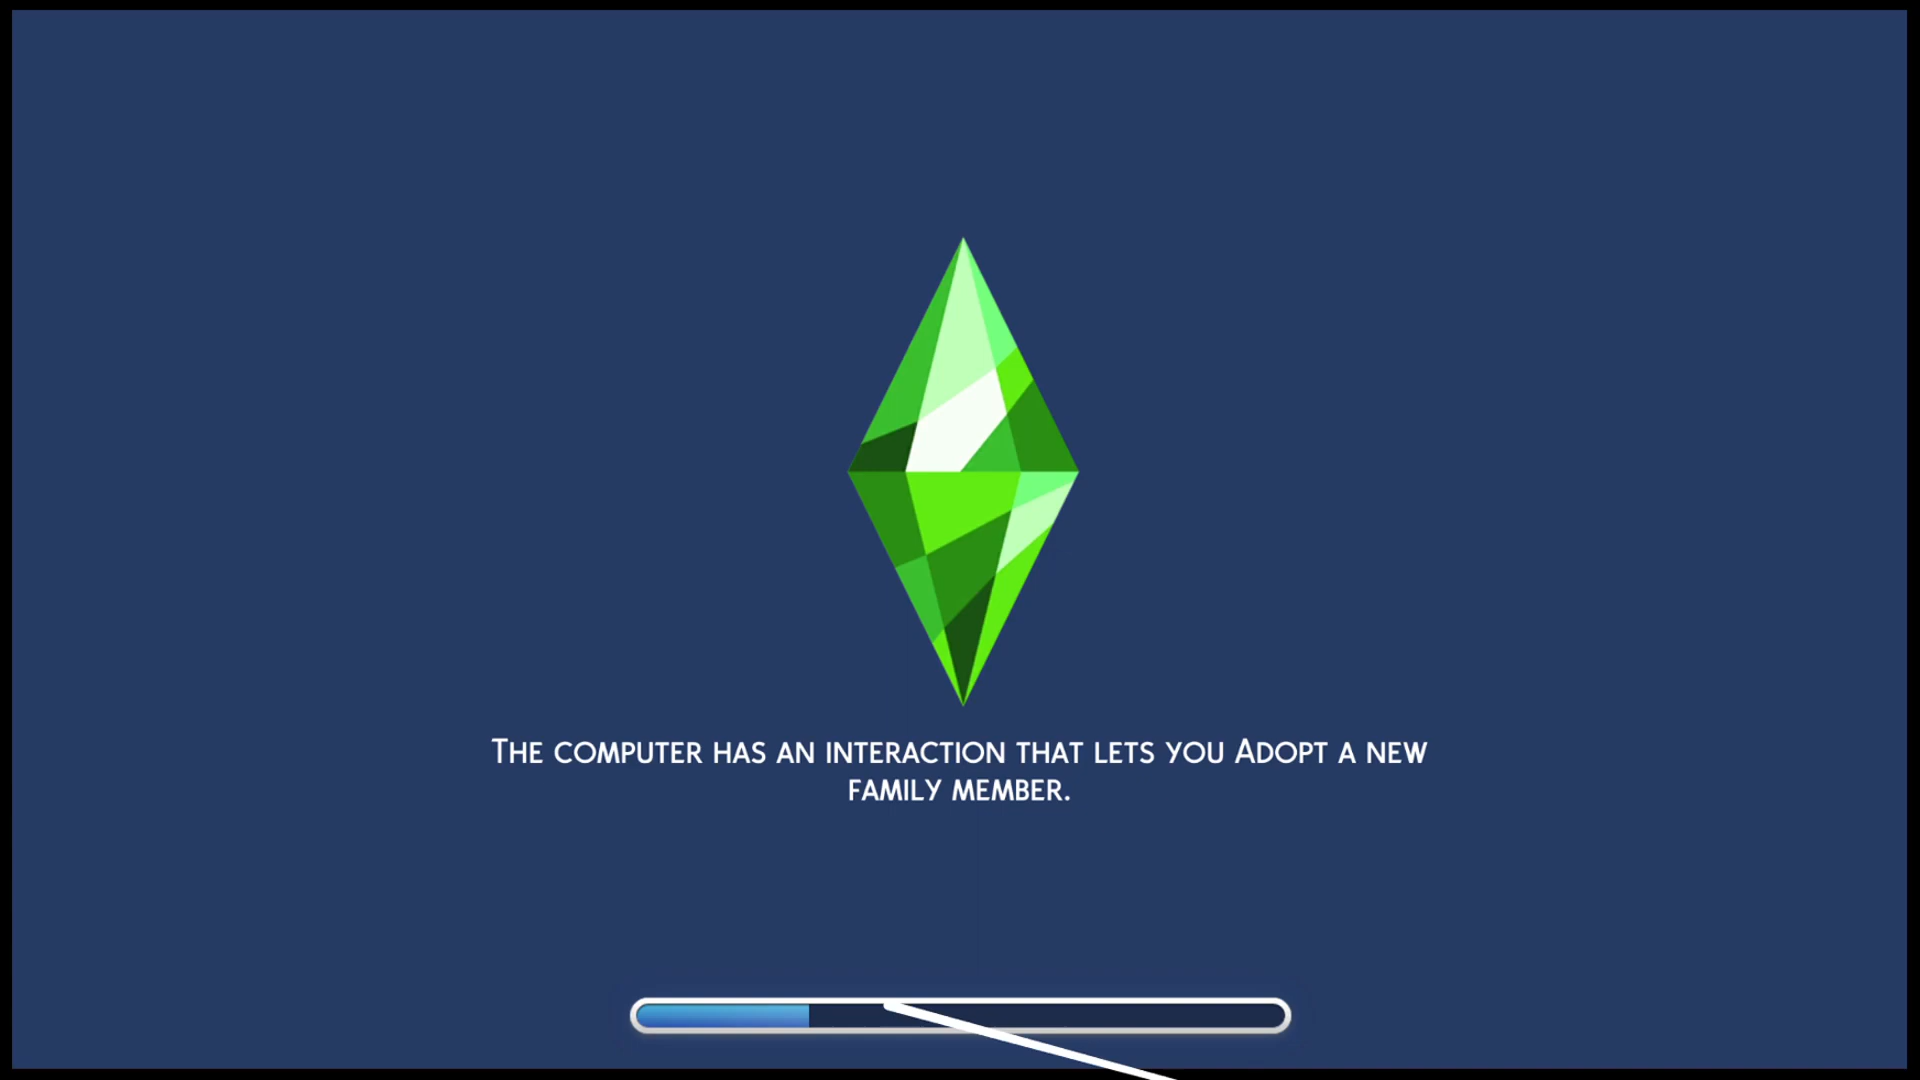 The computer has an interaction that lets you Adopt a new
family member.